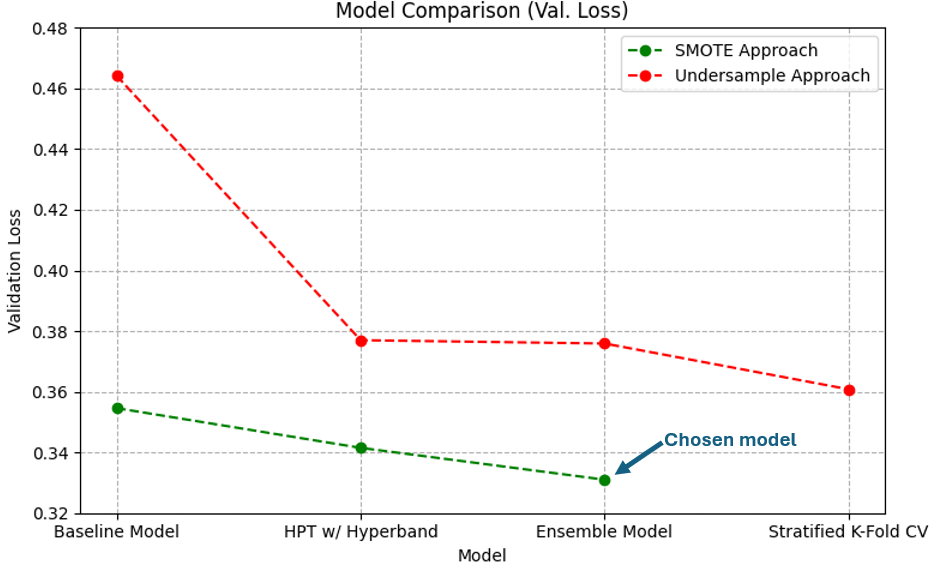 Model Comparison (Val. Loss)
SMOTE Approach
Undersample Approach
Validation Loss
0.48
0.46
0.44
0.42
0.40
0.38
0.36
0.34
0.32
Chosen model
Baseline Model
HPT w/ Hyperband
Ensemble Model
Stratified K-Fold CV
Model